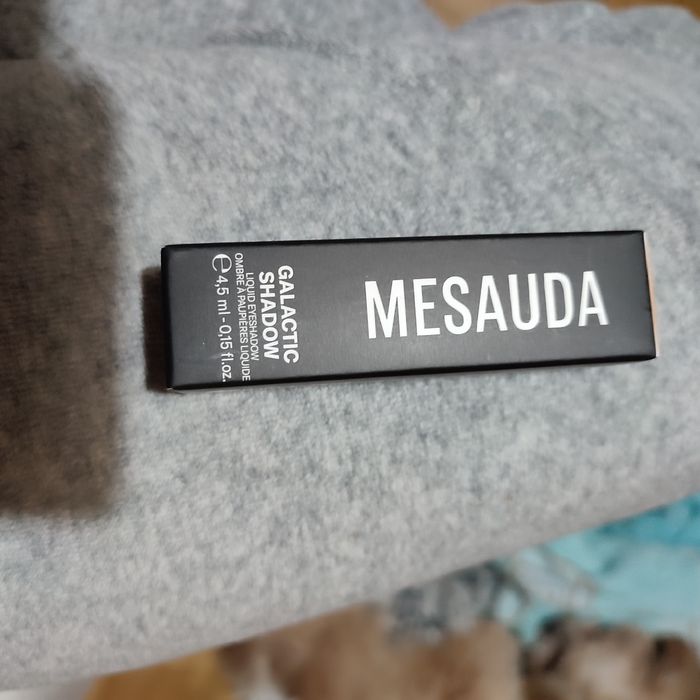 MESAUDA
GALACTIC
SHADOW
LIQUID EYESHADOW
OMBRE À PAUPIÈRES LIQUIDE
℮ 4,5 ml - 0,15 fl.oz.